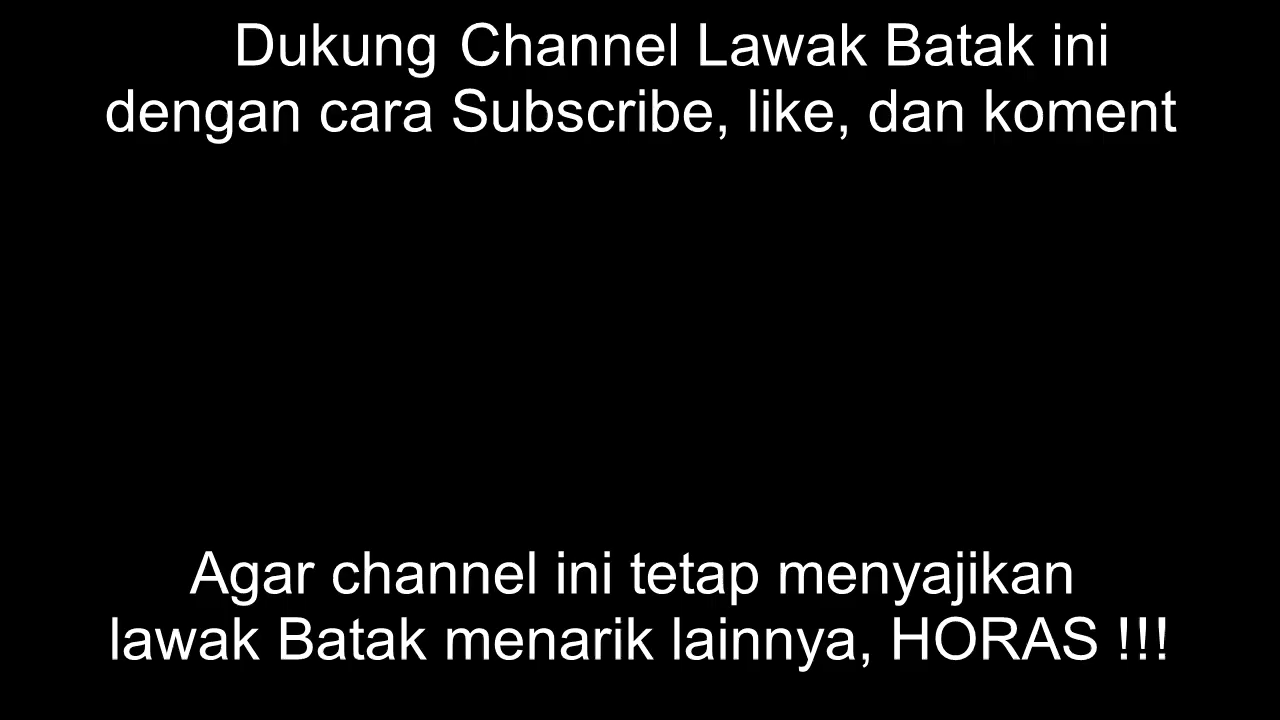 Dukung Channel Lawak Batak ini
dengan cara Subscribe, like, dan koment
Agar channel ini tetap menyajikan
lawak Batak menarik lainnya, HORAS !!!